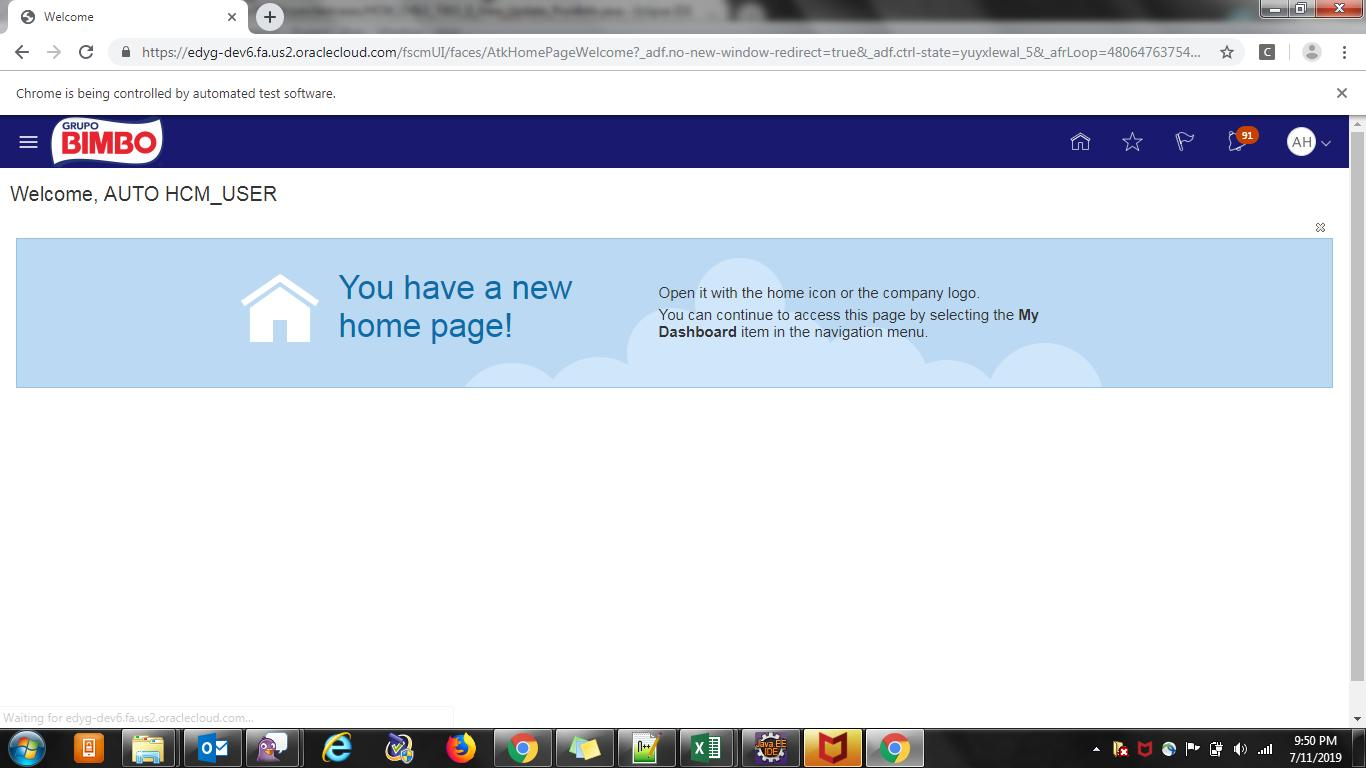 Welcome
https://edyg-dev6.fa.us2.oraclecloud.com/fscmUI/faces/AtkHomePageWelcome?_adf.no-new-window-redirect=true&_adf.ctrl-state=yuyxlewal_5&_afrLoop=48064763754...
C
Chrome is being controlled by automated test software.
GRUPO
BIMBO
91
AH
Welcome, AUTO HCM_USER
You have a new
home page!
Open it with the home icon or the company logo.
You can continue to access this page by selecting the My
Dashboard item in the navigation menu.
Waiting for edyg-dev6.fa.us2.oraclecloud.com...
Java EE
IDE
9:50 PM
7/11/2019